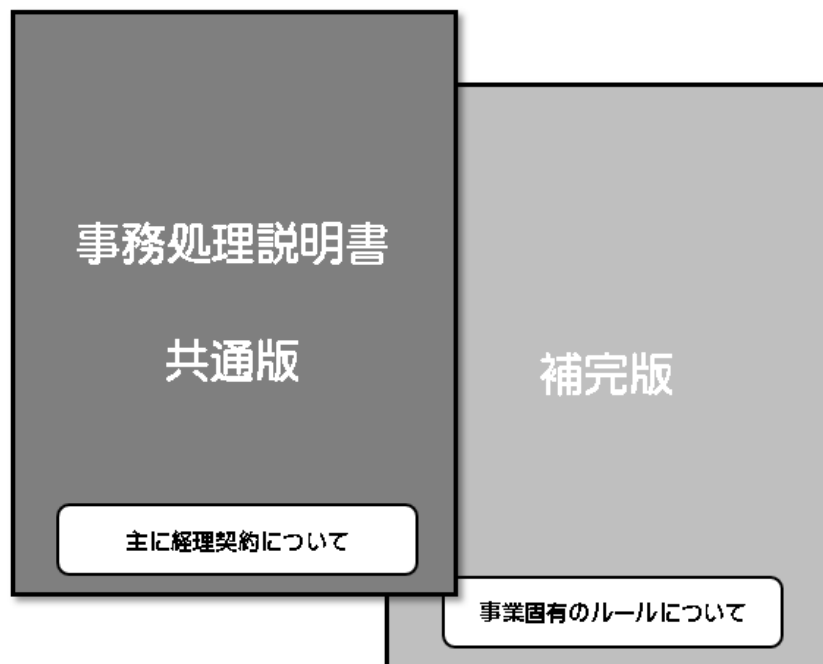 事務処理説明書
共通版
主に経理契約について
補完版
事業固有のルールについて